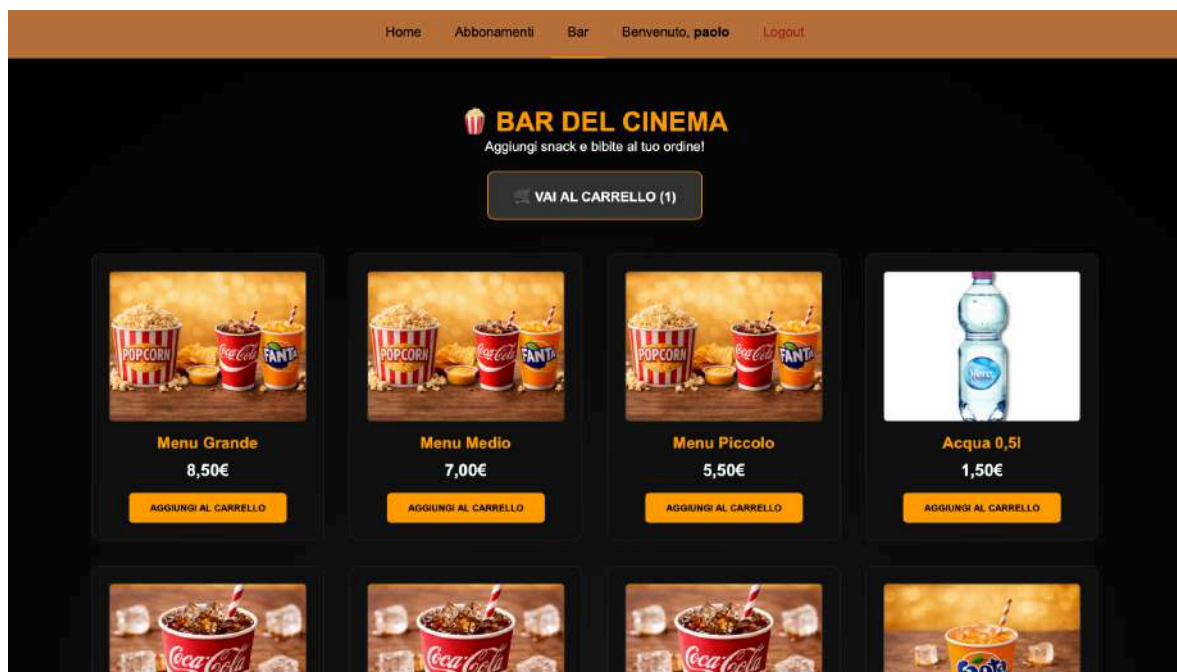 Home Abbonamenti Bar Benvenuto, paolo Logout
BAR DEL CINEMA
Aggiungi snack e bibite al tuo ordine!
VAI AL CARRELLO (1)
POPCORN Coca-Cola FANTA
POPCORN Coca-Cola FANTA
POPCORN Coca-Cola FANTA
Menu Grande Menu Medio Menu Piccolo Acqua 0,5l
8,50€ 7,00€ 5,50€ 1,50€
AGGIUNGI AL CARRELLO AGGIUNGI AL CARRELLO AGGIUNGI AL CARRELLO AGGIUNGI AL CARRELLO
Coca-Cola Coca-Cola Coca-Cola Fanta